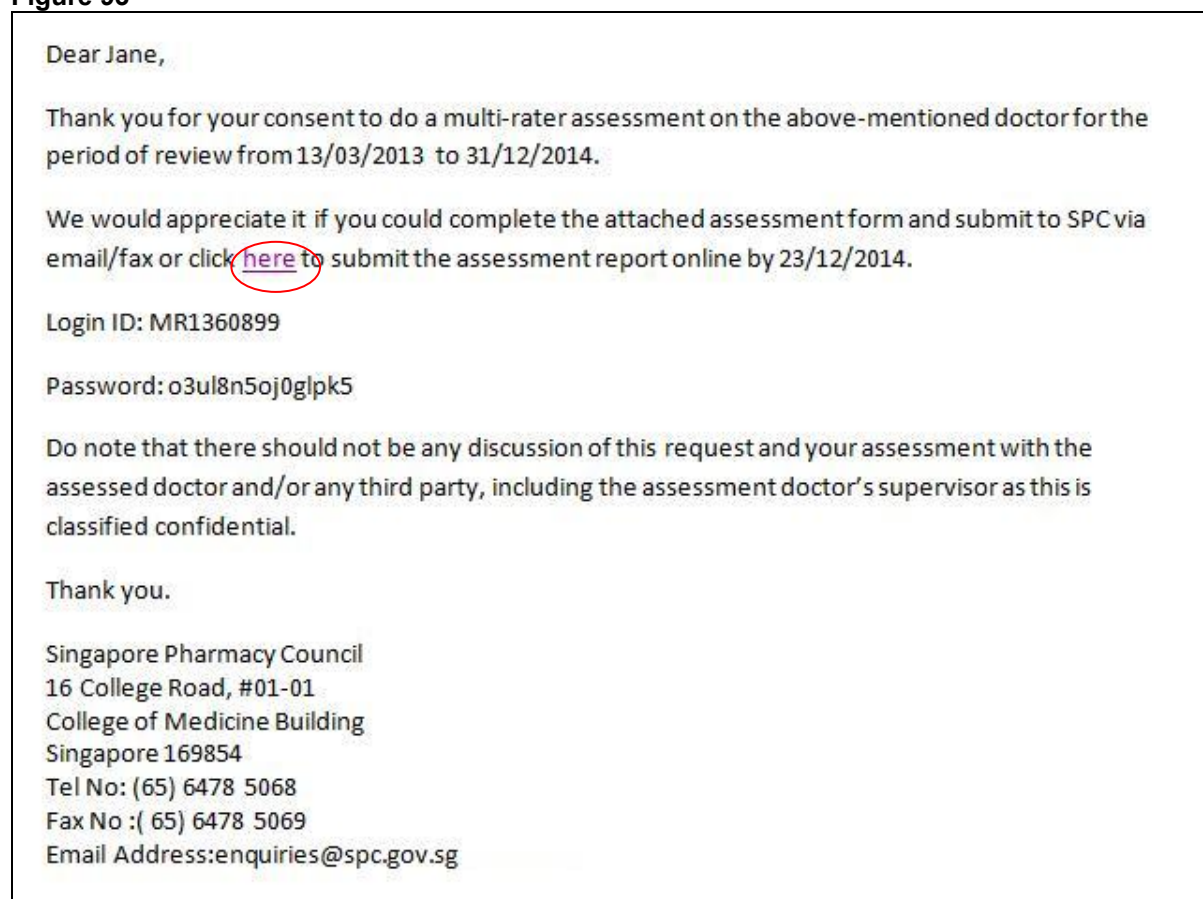 Dear Jane,
Thank you for your consent to do a multi-rater assessment on the above-mentioned doctor for the
period of review from 13/03/2013 to 31/12/2014.
We would appreciate it if you could complete the attached assessment form and submit to SPC via
email/fax or click here to submit the assessment report online by 23/12/2014.
Login ID: MR1360899
Password: o3ul8n5oj0glpk5
Do note that there should not be any discussion of this request and your assessment with the
assessed doctor and/or any third party, including the assessment doctor's supervisor as this is
classified confidential.
Thank you.
Singapore Pharmacy Council
16 College Road, #01-01
College of Medicine Building
Singapore 169854
Tel No: (65) 6478 5068
Fax No :( 65) 6478 5069
Email Address:enquiries@spc.gov.sg